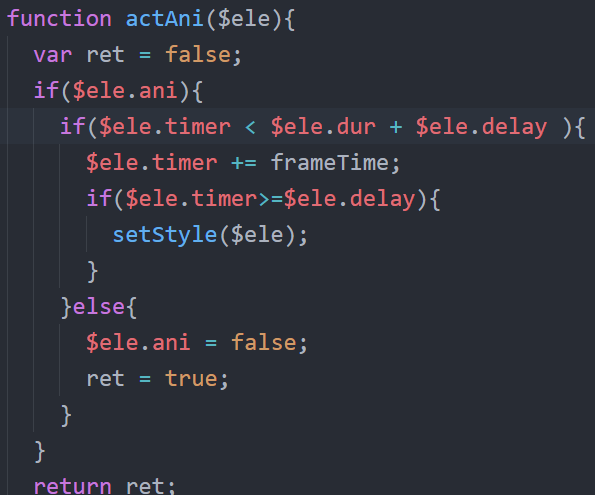 function actAni($ele){
var ret = false;
if($ele.ani){
if($ele.timer < $ele.dur + $ele.delay ){
$ele.timer += frameTime;
if($ele.timer>=$ele.delay){
setStyle($ele);
}
}else{
$ele.ani = false;
ret = true;
}
}
return ret;